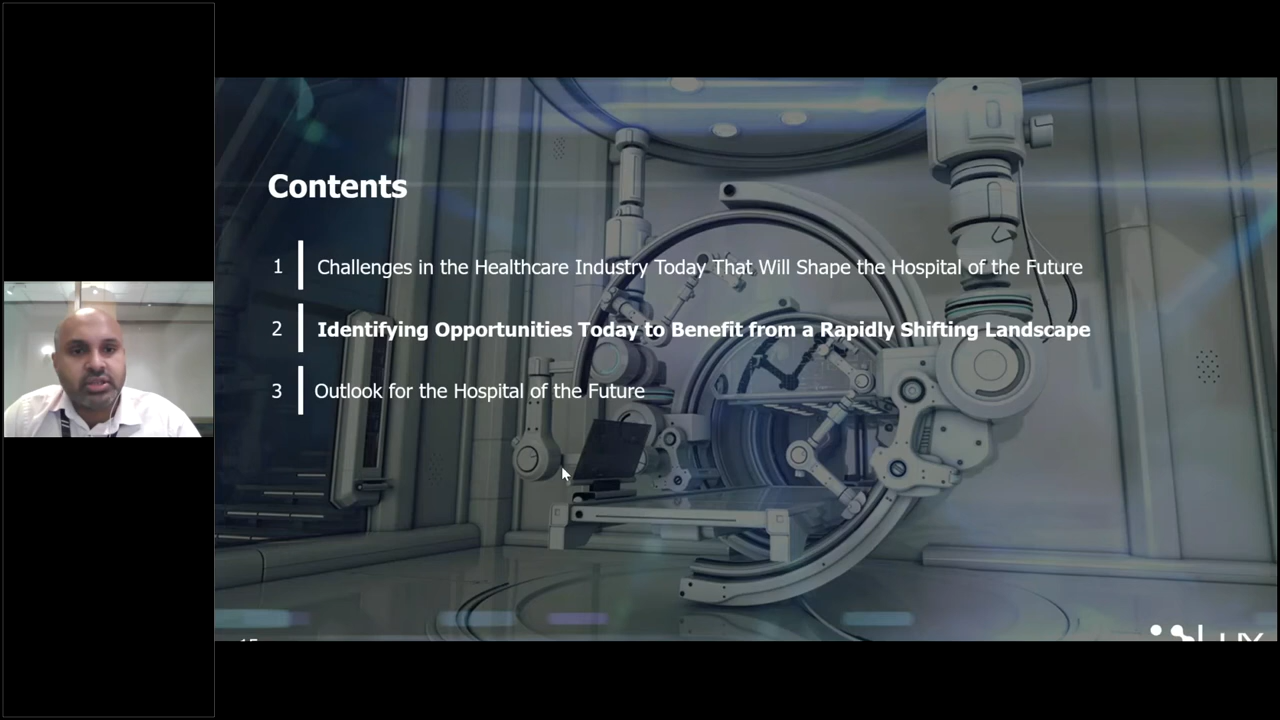 Contents
1 Challenges in the Healthcare Industry Today That Will Shape the Hospital of the Future
2 Identifying Opportunities Today to Benefit from a Rapidly Shifting Landscape
3 Outlook for the Hospital of the Future